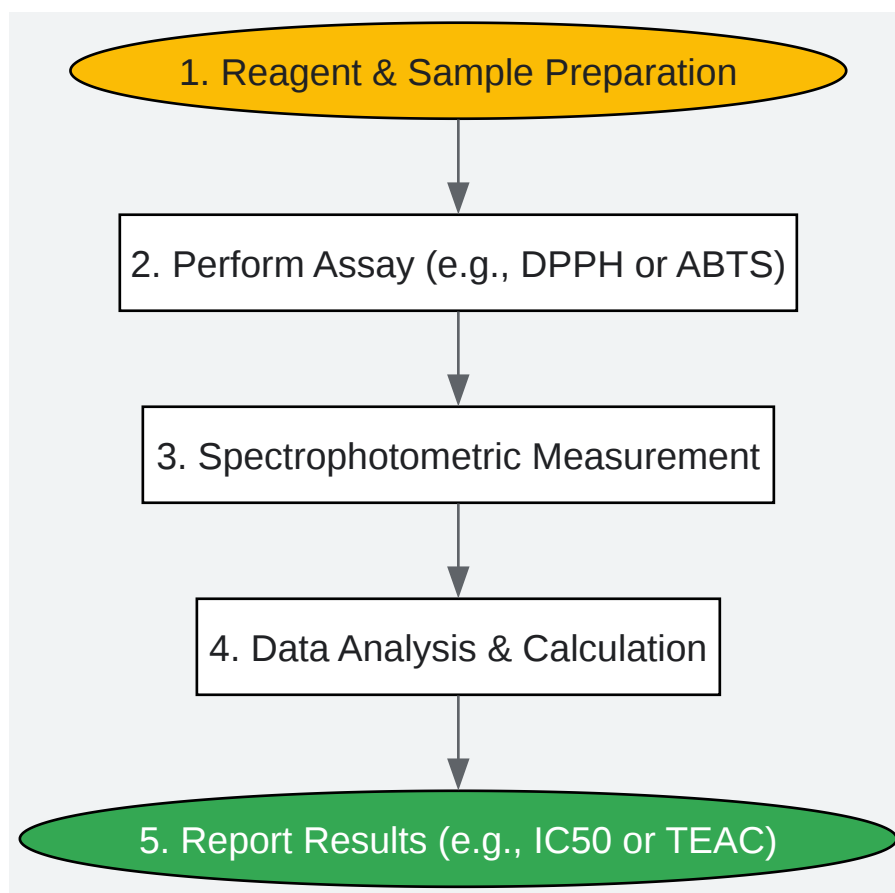 1. Reagent & Sample Preparation
2. Perform Assay (e.g., DPPH or ABTS)
3. Spectrophotometric Measurement
4. Data Analysis & Calculation
5. Report Results (e.g., IC50 or TEAC)